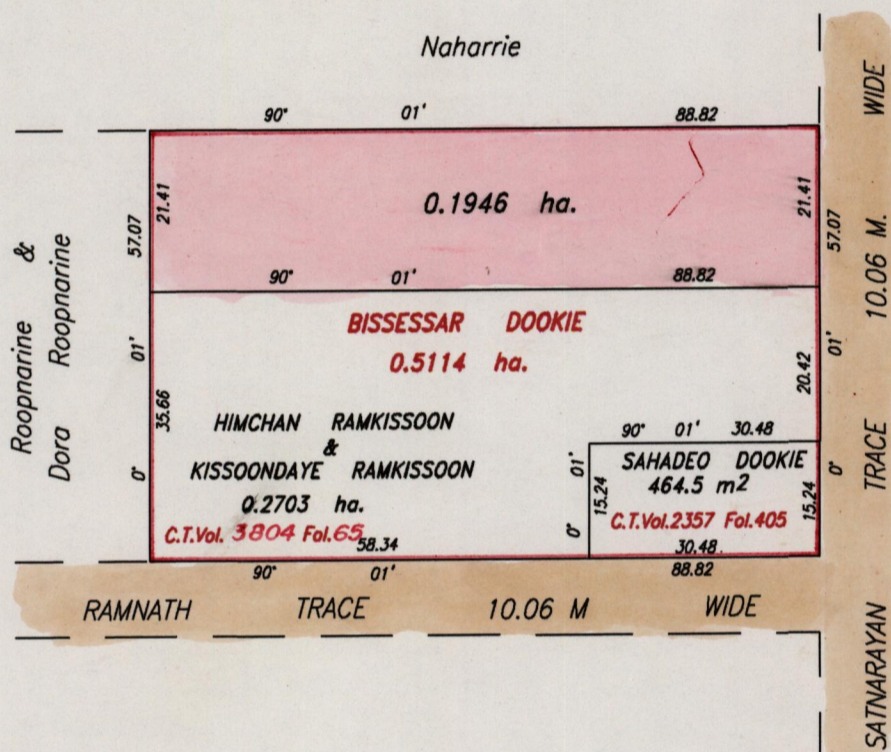 Naharrie
90° 01' 88.82
21.41
0.1946 ha.
21.41
57.07
57.07
90° 01' 88.82
BISSESSAR DOOKIE
0.5114 ha.
Roopnarine &
Dora Roopnarine
0° 01'
35.66
20.42
0° 01'
HIMCHAN RAMKISSOON
&
KISSOONDAYE RAMKISSOON
0.2703 ha.
C.T.Vol. 3804 Fol.65
58.34
90° 01' 30.48
SAHADEO DOOKIE
464.5 m2
C.T.Vol.2357 Fol.405
30.48
0° 01'
15.24
15.24
90° 01' 88.82
RAMNATH TRACE 10.06 M WIDE
SATNARAYAN TRACE 10.06 M. WIDE